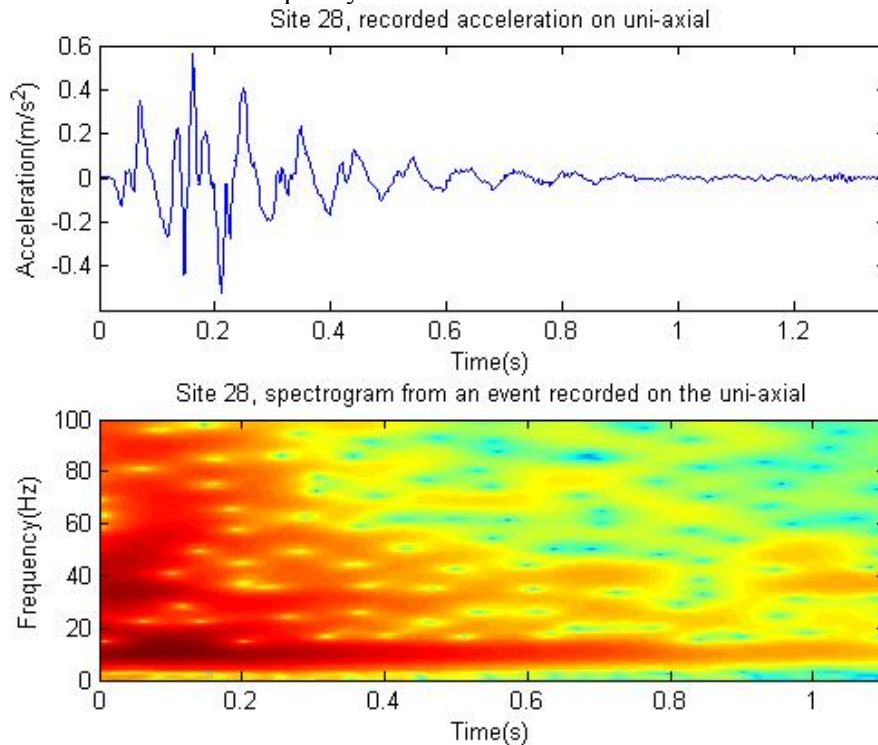 Site 28, recorded acceleration on uni-axial
0.6
0.4
0.2
0
-0.2
-0.4
Acceleration(m/s²)
0 0.2 0.4 0.6 0.8 1 1.2
Time(s)
Site 28, spectrogram from an event recorded on the uni-axial
100
80
60
40
20
0
Frequency(Hz)
0 0.2 0.4 0.6 0.8 1
Time(s)